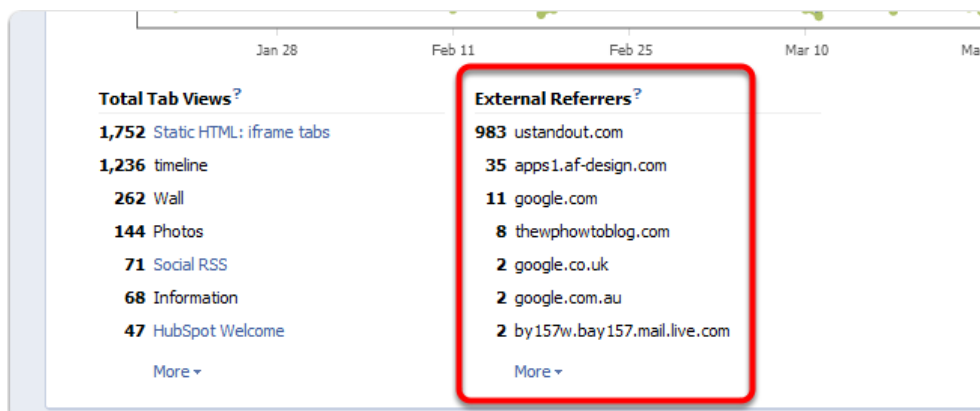 Jan 28 Feb 11 Feb 25 Mar 10 Ma
Total Tab Views?
1,752 Static HTML: iframe tabs
1,236 timeline
262 Wall
144 Photos
71 Social RSS
68 Information
47 HubSpot Welcome
More
External Referrers?
983 ustandout.com
35 apps1.af-design.com
11 google.com
8 thewphowtoblog.com
2 google.co.uk
2 google.com.au
2 by157w.bay157.mail.live.com
More